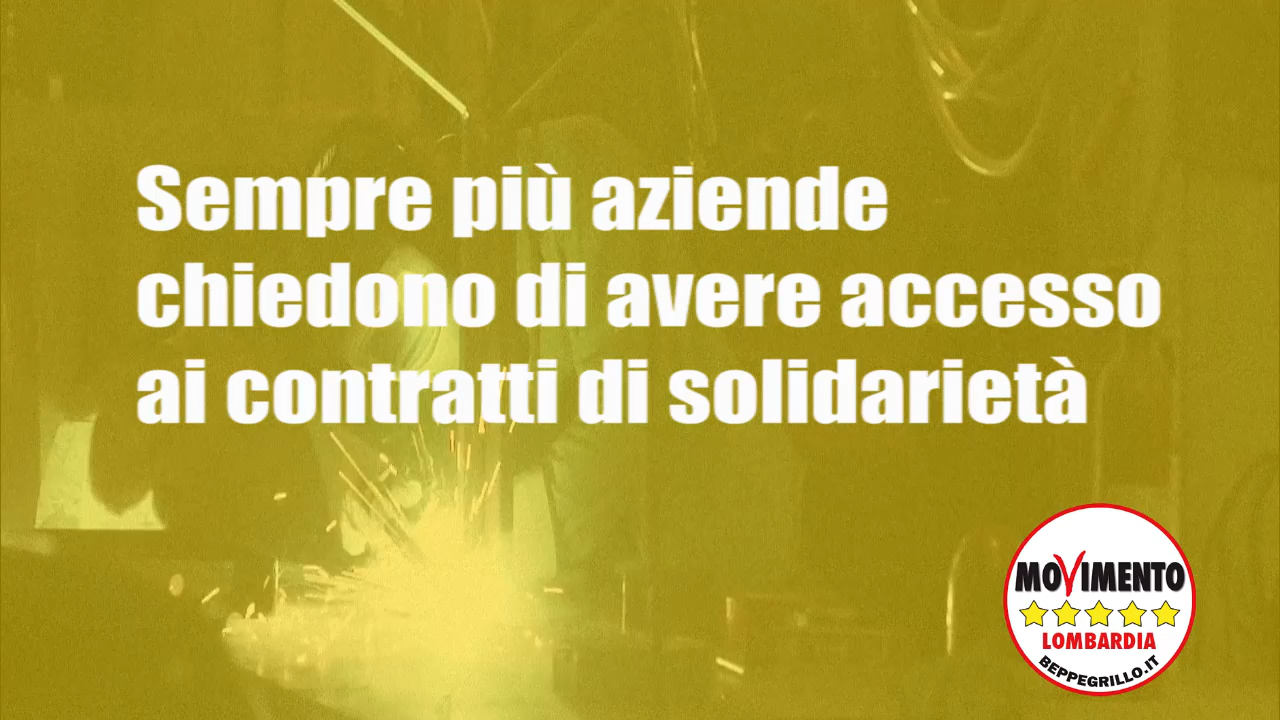 Sempre più aziende
chiedono di avere accesso
ai contratti di solidarietà
MOVIMENTO
LOMBARDIA
BEPPEGRILLO.IT